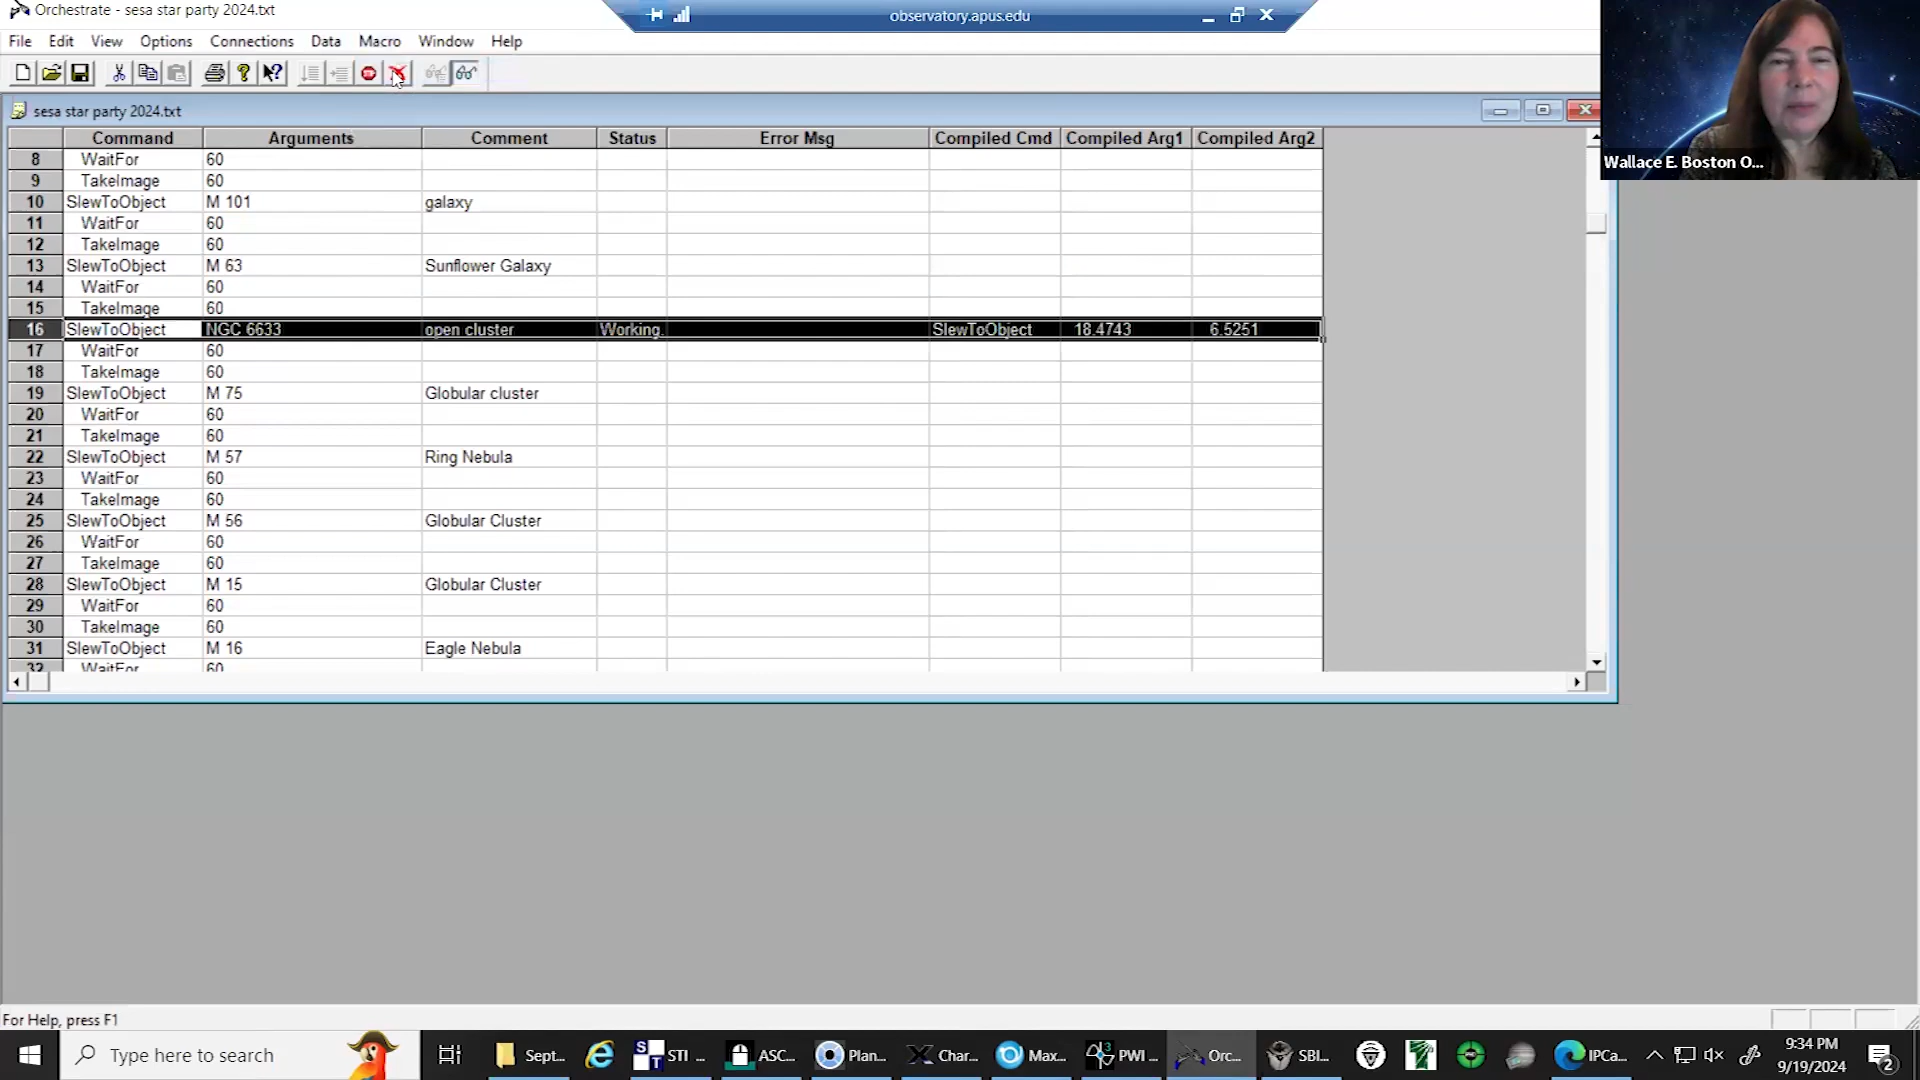 Orchestrate - sesa star party 2024.txt
observatory.apus.edu
File Edit View Options Connections Data Macro Window Help
Wallace E. Boston O...
sesa star party 2024.txt
Command Arguments Comment Status Error Msg Compiled Cmd Compiled Arg1 Compiled Arg2
8 WaitFor 60
9 TakeImage 60
10 SlewToObject M 101 galaxy
11 WaitFor 60
12 TakeImage 60
13 SlewToObject M 63 Sunflower Galaxy
14 WaitFor 60
15 TakeImage 60
16 SlewToObject NGC 6633 open cluster Working. SlewToObject 18.4743 6.5251
17 WaitFor 60
18 TakeImage 60
19 SlewToObject M 75 Globular cluster
20 WaitFor 60
21 TakeImage 60
22 SlewToObject M 57 Ring Nebula
23 WaitFor 60
24 TakeImage 60
25 SlewToObject M 56 Globular Cluster
26 WaitFor 60
27 TakeImage 60
28 SlewToObject M 15 Globular Cluster
29 WaitFor 60
30 TakeImage 60
31 SlewToObject M 16 Eagle Nebula
32 WaitFor 60
For Help, press F1
Type here to search
Sept... STI ... ASC... Plan... Char... Max... PWI ... Orc... SBI... IPCa...
9:34 PM
9/19/2024
2